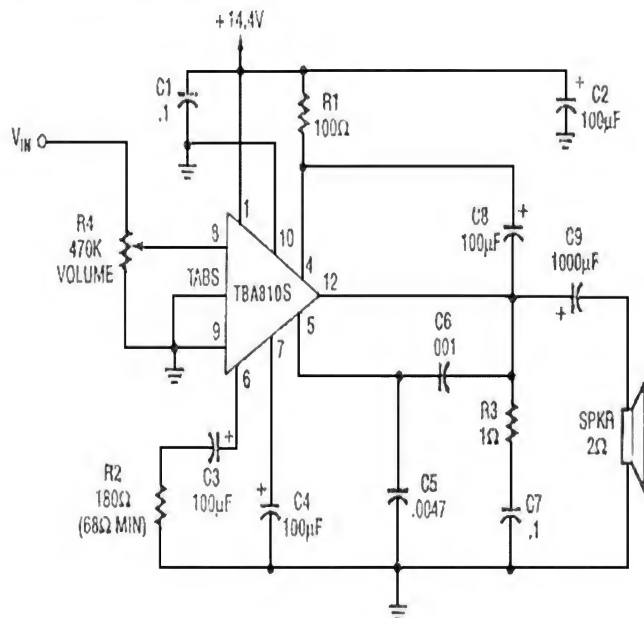 +14.4V
C1
.1
R1
100Ω
+
C2
100µF
VIN
R4
470K
VOLUME
8
1
10
4
TABS
TBA810S
12
9
5
6
7
C8
100µF
+
C9
1000µF
+
C6
001
R3
1Ω
SPKR
2Ω
R2
180Ω
(68Ω MIN)
C3
100µF
+
+
C4
100µF
C5
.0047
C7
.1